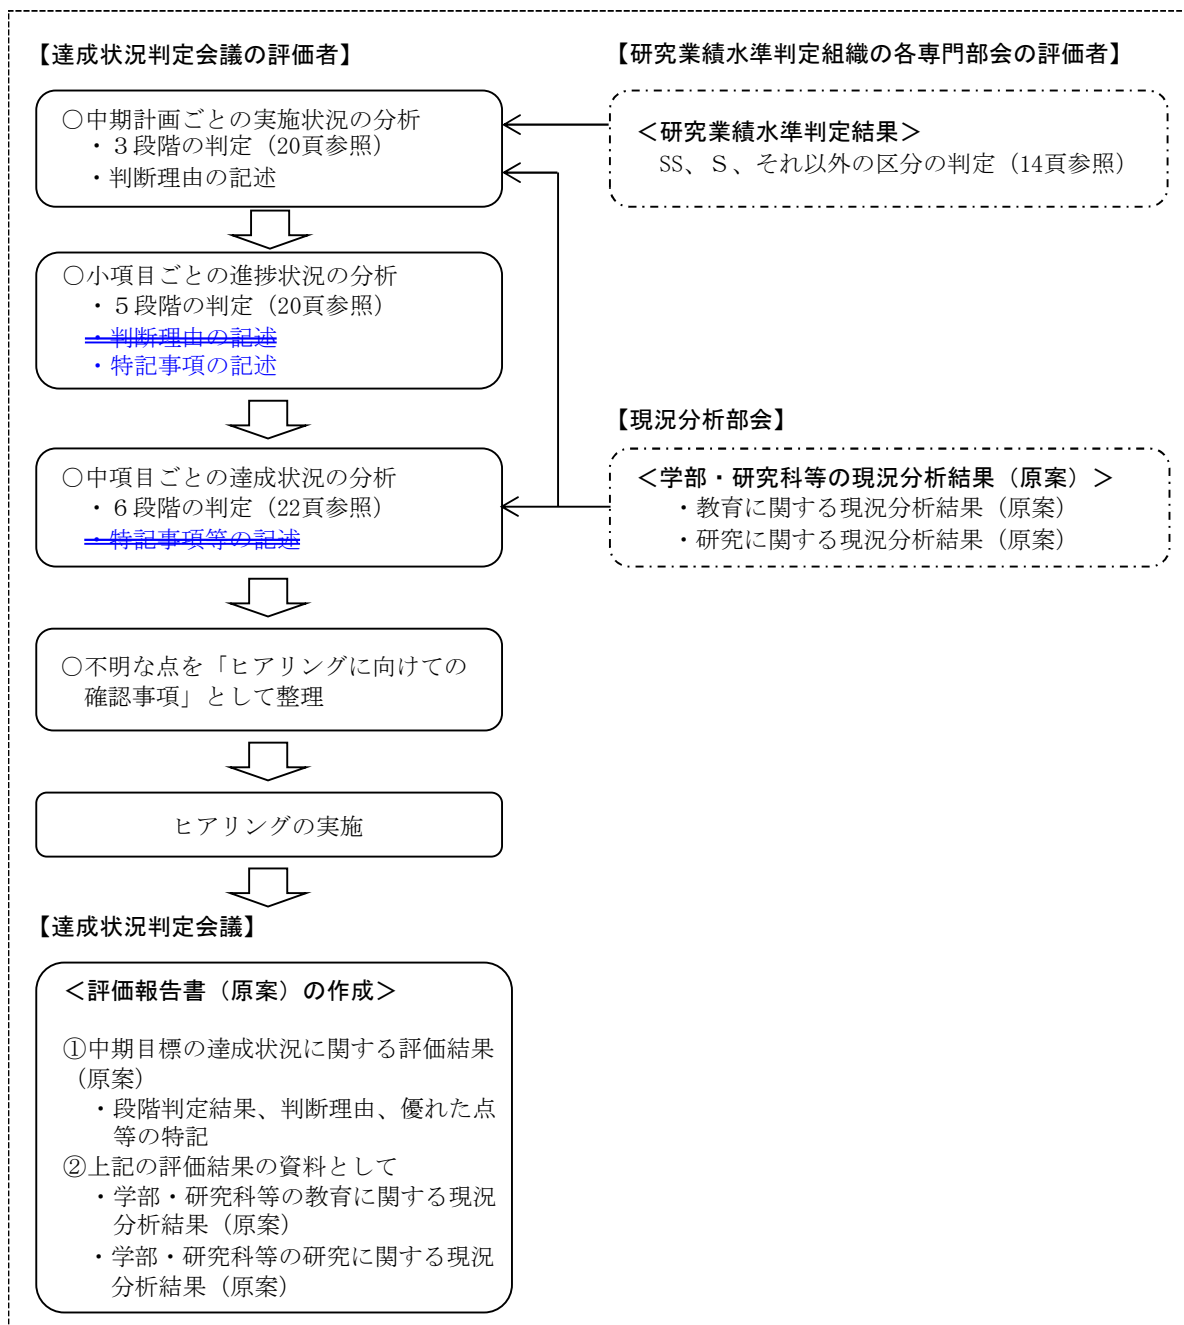 【達成状況判定会議の評価者】
○中期計画ごとの実施状況の分析
・３段階の判定（20頁参照）
・判断理由の記述
○小項目ごとの進捗状況の分析
・５段階の判定（20頁参照）
・判断理由の記述
・特記事項の記述
○中項目ごとの達成状況の分析
・６段階の判定（22頁参照）
・特記事項等の記述
○不明な点を「ヒアリングに向けての
確認事項」として整理
ヒアリングの実施
【研究業績水準判定組織の各専門部会の評価者】
＜研究業績水準判定結果＞
SS、Ｓ、それ以外の区分の判定（14頁参照）
【現況分析部会】
＜学部・研究科等の現況分析結果（原案）＞
・教育に関する現況分析結果（原案）
・研究に関する現況分析結果（原案）
【達成状況判定会議】
＜評価報告書（原案）の作成＞
①中期目標の達成状況に関する評価結果
（原案）
・段階判定結果、判断理由、優れた点
等の特記
②上記の評価結果の資料として
・学部・研究科等の教育に関する現況
分析結果（原案）
・学部・研究科等の研究に関する現況
分析結果（原案）